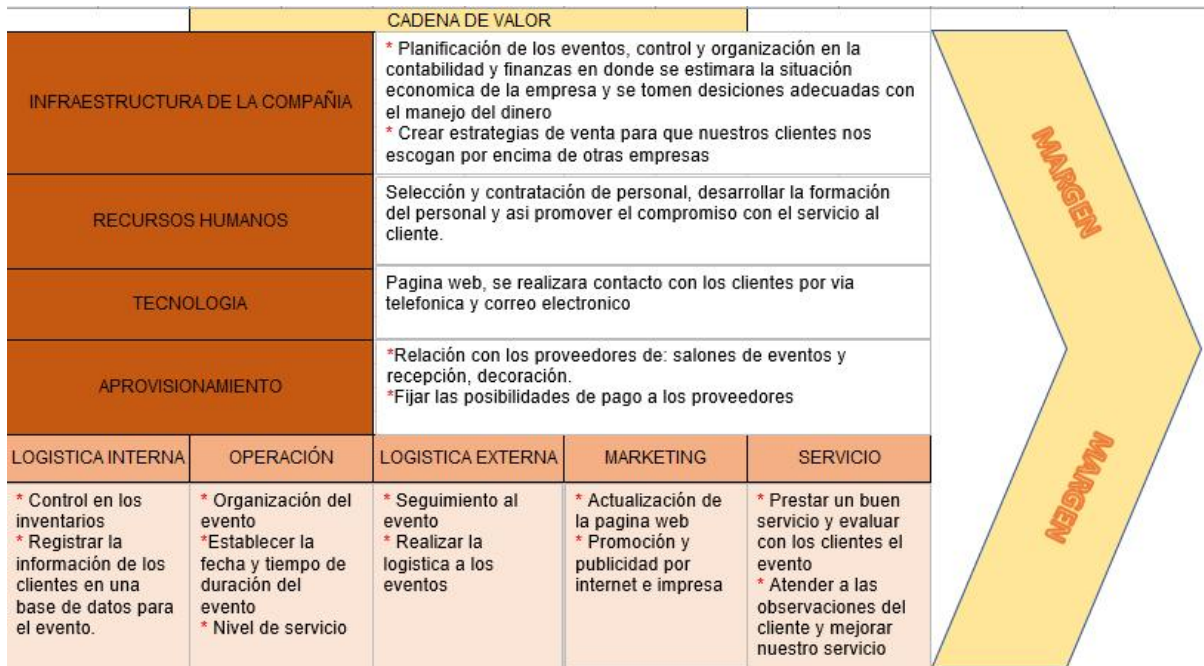 CADENA DE VALOR
INFRAESTRUCTURA DE LA COMPAÑIA
* Planificación de los eventos, control y organización en la
contabilidad y finanzas en donde se estimara la situación
economica de la empresa y se tomen desiciones adecuadas con
el manejo del dinero
* Crear estrategias de venta para que nuestros clientes nos
escogan por encima de otras empresas
RECURSOS HUMANOS
Selección y contratación de personal, desarrollar la formación
del personal y asi promover el compromiso con el servicio al
cliente.
TECNOLOGIA
Pagina web, se realizara contacto con los clientes por via
telefonica y correo electronico
APROVISIONAMIENTO
*Relación con los proveedores de: salones de eventos y
recepción, decoración.
*Fijar las posibilidades de pago a los proveedores
MARGEN
MARGEN
LOGISTICA INTERNA
* Control en los
inventarios
* Registrar la
información de los
clientes en una
base de datos para
el evento.
OPERACIÓN
* Organización del
evento
*Establecer la
fecha y tiempo de
duración del
evento
* Nivel de servicio
LOGISTICA EXTERNA
* Seguimiento al
evento
* Realizar la
logistica a los
eventos
MARKETING
* Actualización de
la pagina web
* Promoción y
publicidad por
internet e impresa
SERVICIO
* Prestar un buen
servicio y evaluar
con los clientes el
evento
* Atender a las
observaciones del
cliente y mejorar
nuestro servicio